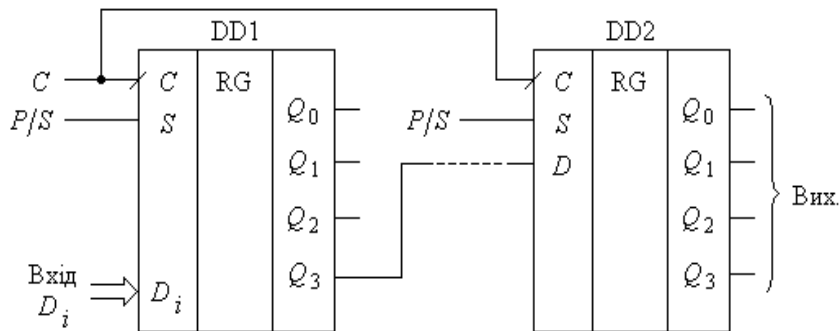 DD1
DD2
C
C
RG
Q0
C
RG
Q0
P/S
S
P/S
S
Q1
D
Q1
Q2
Q2
Вих.
Вхід
Di
Di
Q3
Q3